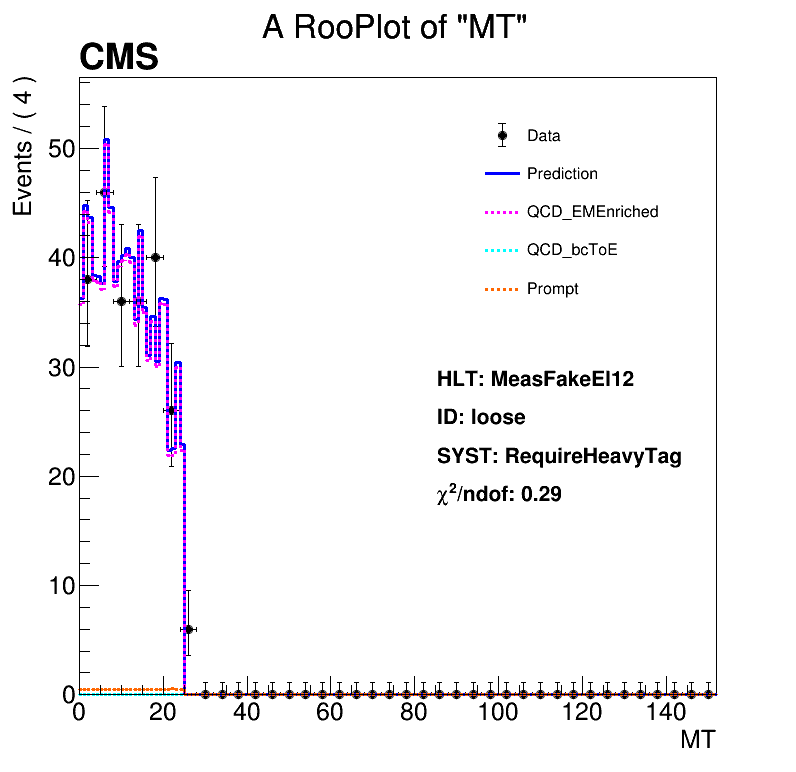 A RooPlot of "MT"
CMS
Events / ( 4 )
50
40
30
20
10
0
Data
Prediction
QCD_EMEnriched
QCD_bcToE
Prompt
HLT: MeasFakeEl12
ID: loose
SYST: RequireHeavyTag
χ²/ndof: 0.29
0 20 40 60 80 100 120 140
MT